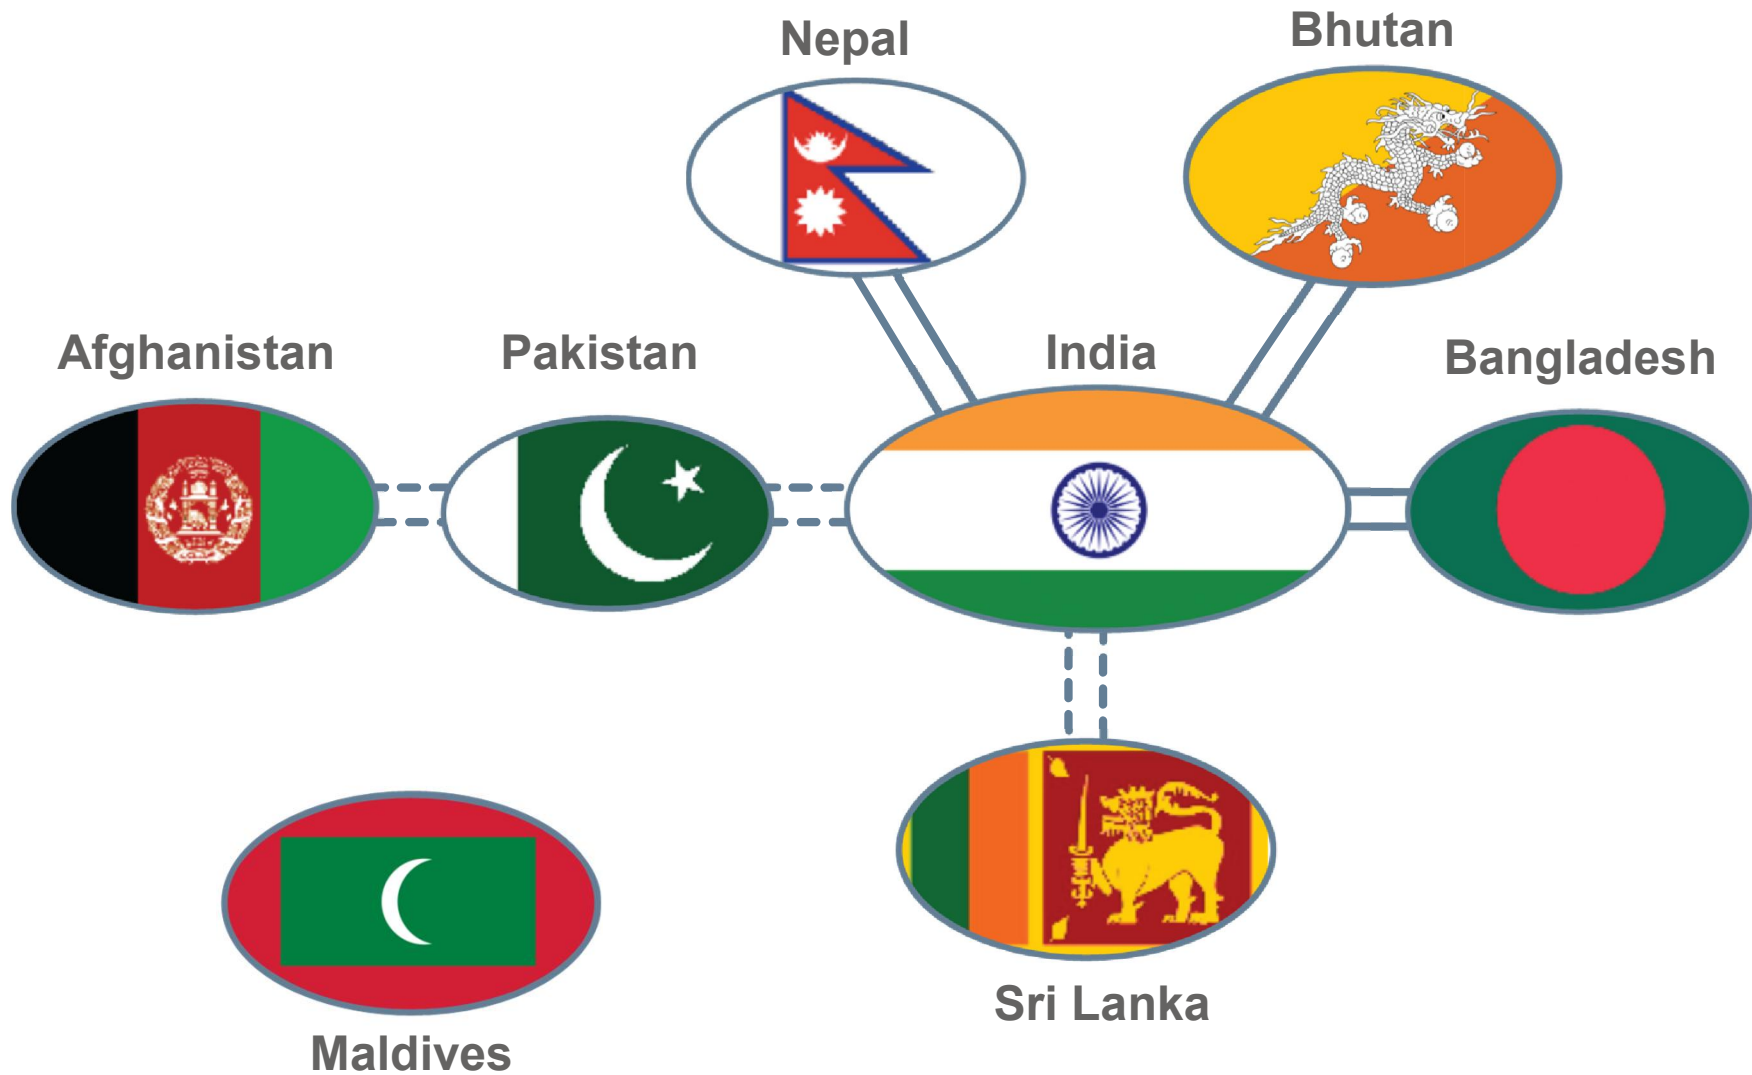 Nepal
Bhutan
Afghanistan
Pakistan
India
Bangladesh
Sri Lanka
Maldives